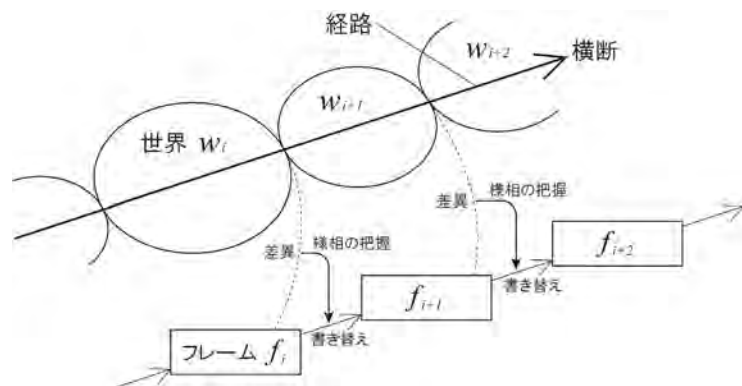 経路
横断
w_{i+2}
w_{i+1}
世界 w_i
差異
様相の把握
差異
様相の把握
f_{i+2}
書き替え
f_{i+1}
書き替え
フレーム f_i